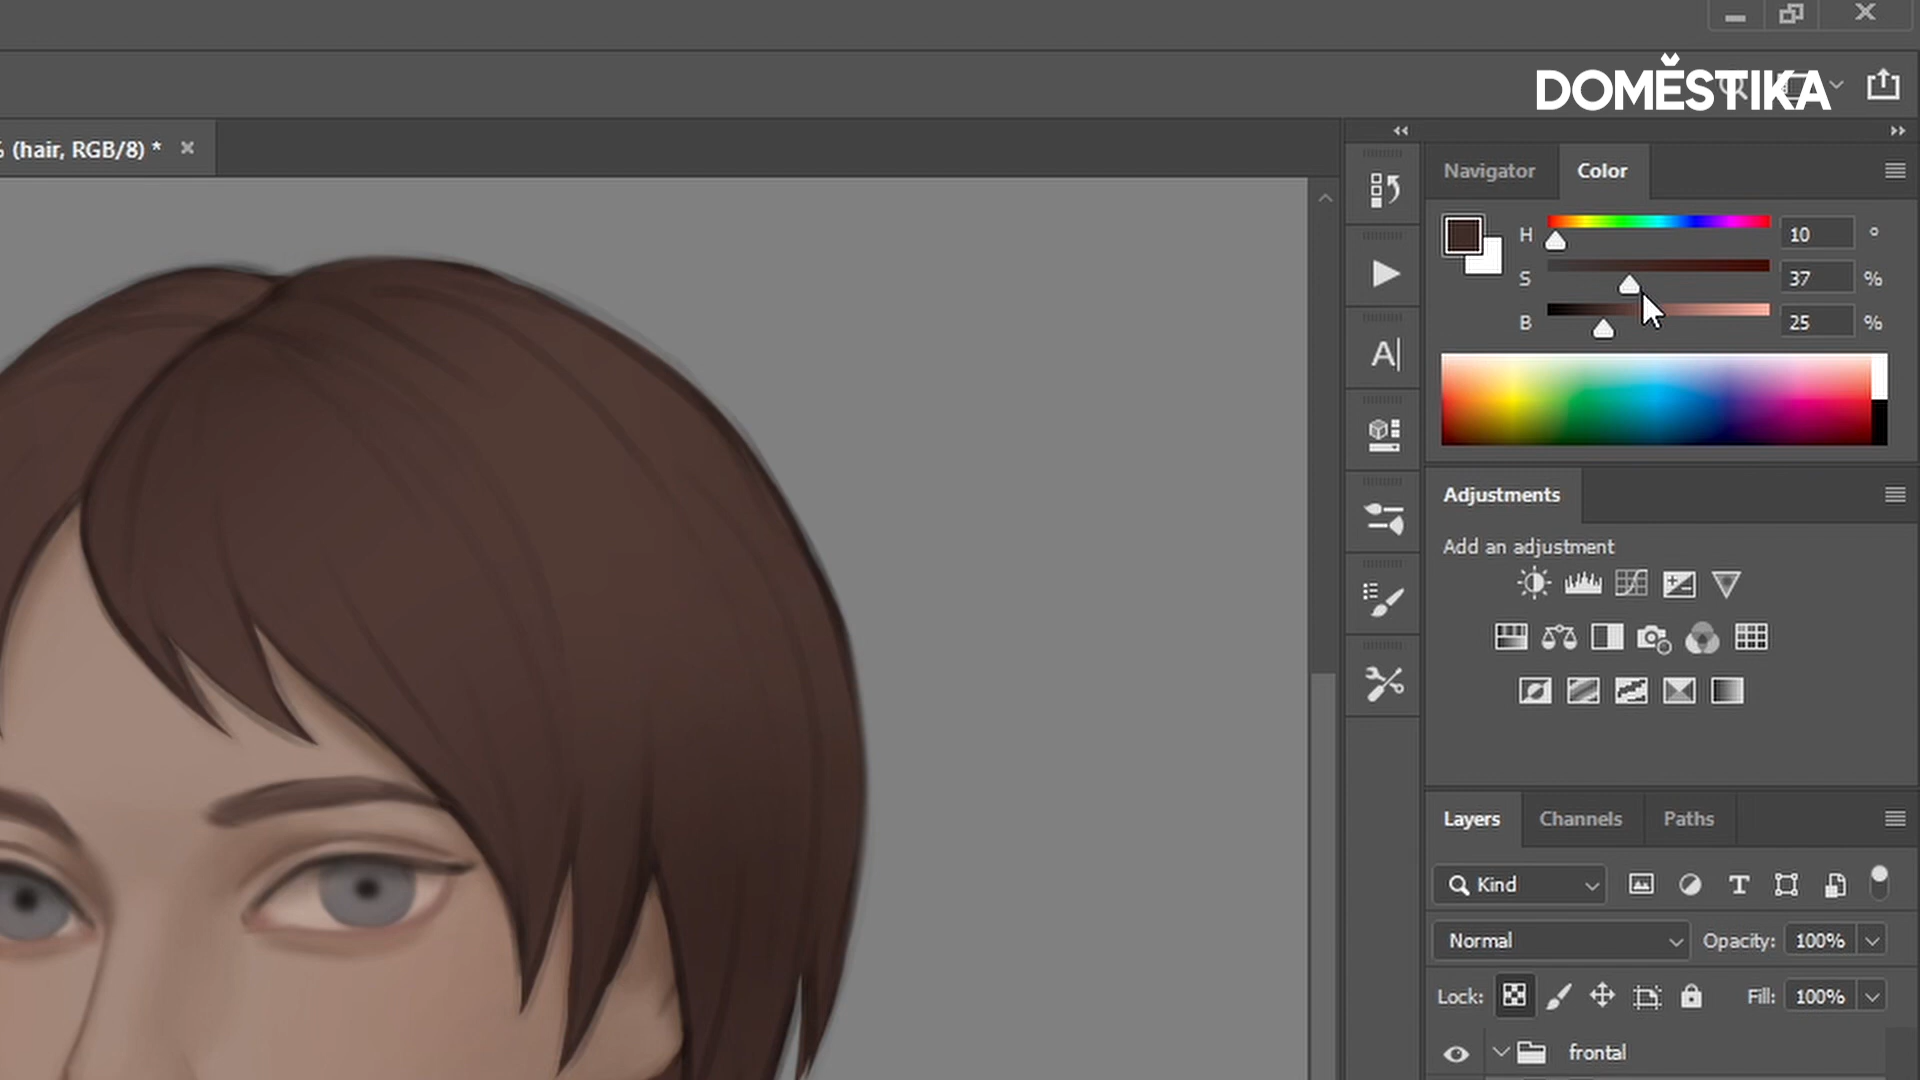 DOMĚSTIKA
(hair, RGB/8) *
Navigator
Color
H
10
°
S
37
%
B
25
%
Adjustments
Add an adjustment
Layers
Channels
Paths
Kind
Normal
Opacity: 100%
Lock:
Fill: 100%
frontal